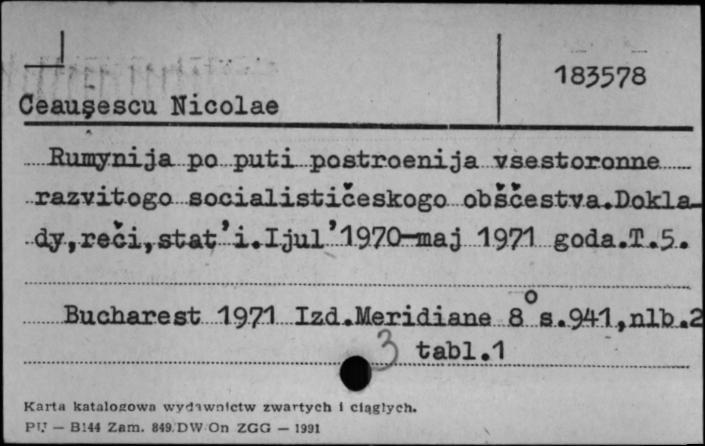 183578
Ceauşescu Nicolae
Rumynija po puti postroenija vsestoronne
razvitogo socialističeskogo obščestva.Dokla-
dy,reči,stat'i.Ijul'1970-maj 1971 goda.T.5.
Bucharest 1971 Izd.Meridiane 8° s.941,nlb.2
3 tabl.1
Karta katalogowa wydawnictw zwartych i ciągłych.
PU — B144 Zam. 849/DW/On ZGG — 1991